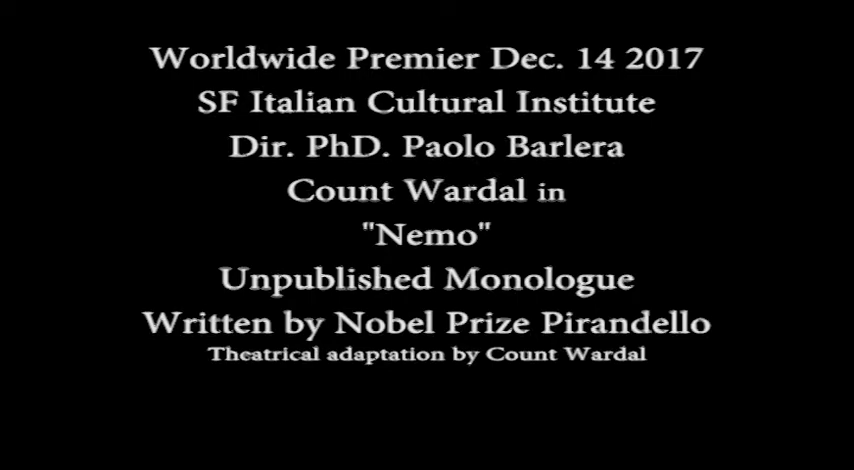 Worldwide Premier Dec. 14 2017
SF Italian Cultural Institute
Dir. PhD. Paolo Barlera
Count Wardal in
"Nemo"
Unpublished Monologue
Written by Nobel Prize Pirandello
Theatrical adaptation by Count Wardal